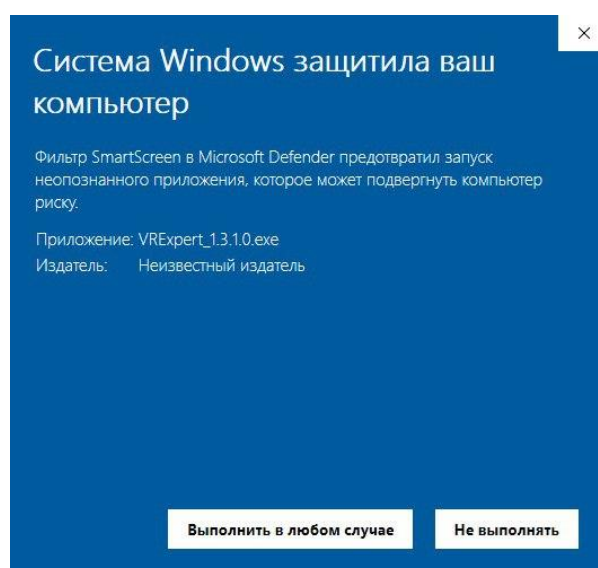 Система Windows защитила ваш
компьютер
Фильтр SmartScreen в Microsoft Defender предотвратил запуск
неопознанного приложения, которое может подвергнуть компьютер
риску.
Приложение: VRExpert_1.3.1.0.exe
Издатель: Неизвестный издатель
Выполнить в любом случае Не выполнять